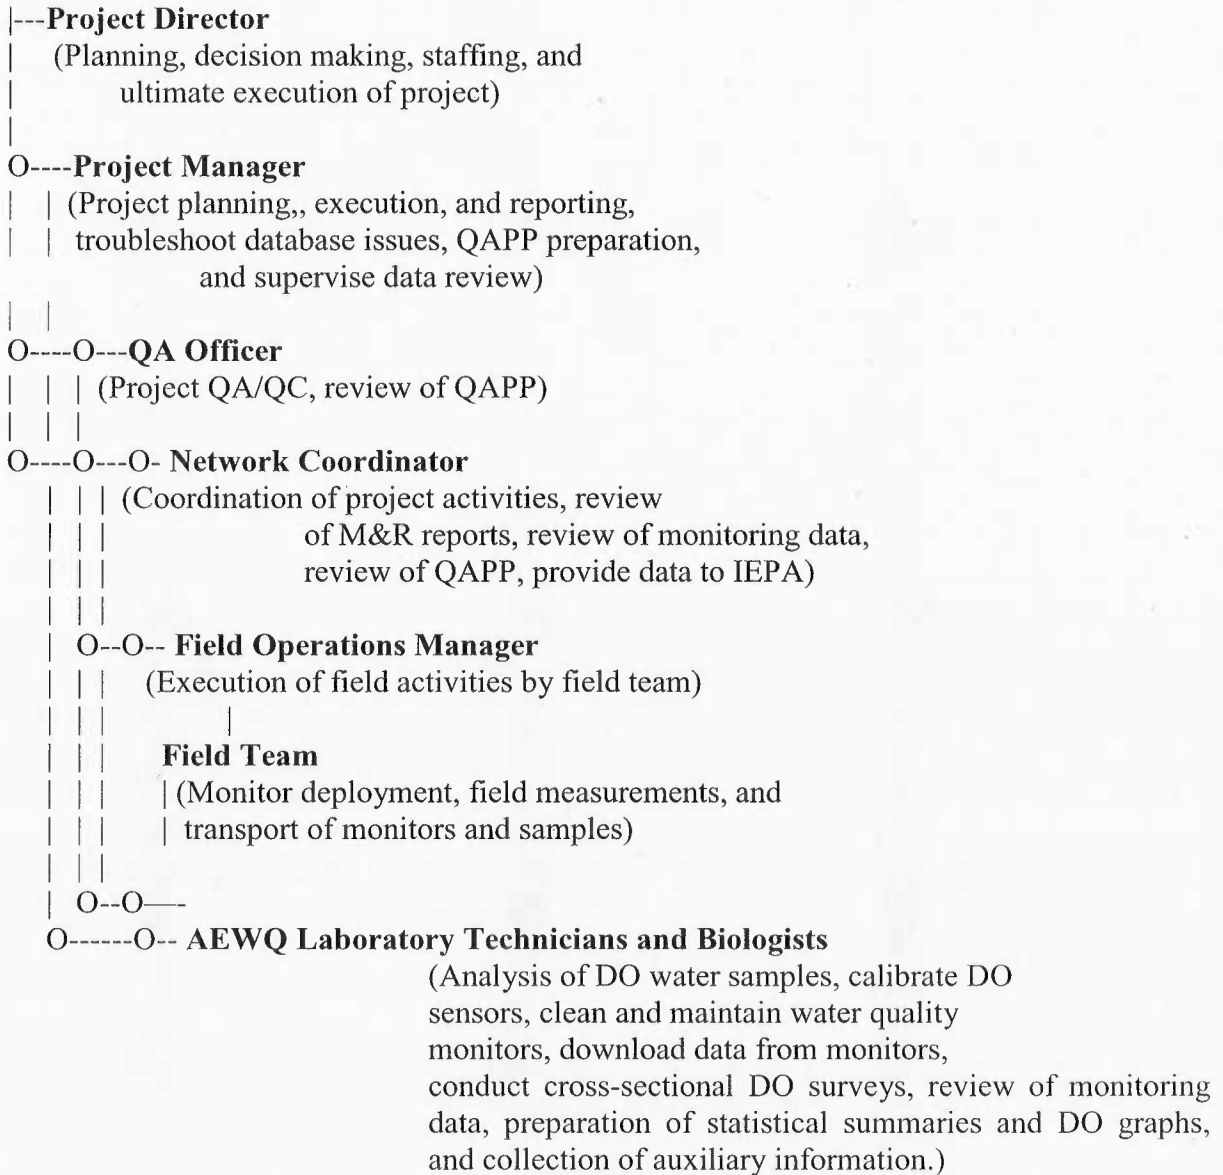 |---Project Director
| (Planning, decision making, staffing, and
| ultimate execution of project)
|
O----Project Manager
| | (Project planning,, execution, and reporting,
| | troubleshoot database issues, QAPP preparation,
and supervise data review)
| |
O----O---QA Officer
| | | (Project QA/QC, review of QAPP)
| | |
O----O---O- Network Coordinator
| | | (Coordination of project activities, review
| | | of M&R reports, review of monitoring data,
| | | review of QAPP, provide data to IEPA)
| | |
| O--O-- Field Operations Manager
| | | (Execution of field activities by field team)
| | | |
| | | Field Team
| | | | (Monitor deployment, field measurements, and
| | | | transport of monitors and samples)
| | |
| O--O—-
O------O-- AEWQ Laboratory Technicians and Biologists
(Analysis of DO water samples, calibrate DO
sensors, clean and maintain water quality
monitors, download data from monitors,
conduct cross-sectional DO surveys, review of monitoring
data, preparation of statistical summaries and DO graphs,
and collection of auxiliary information.)